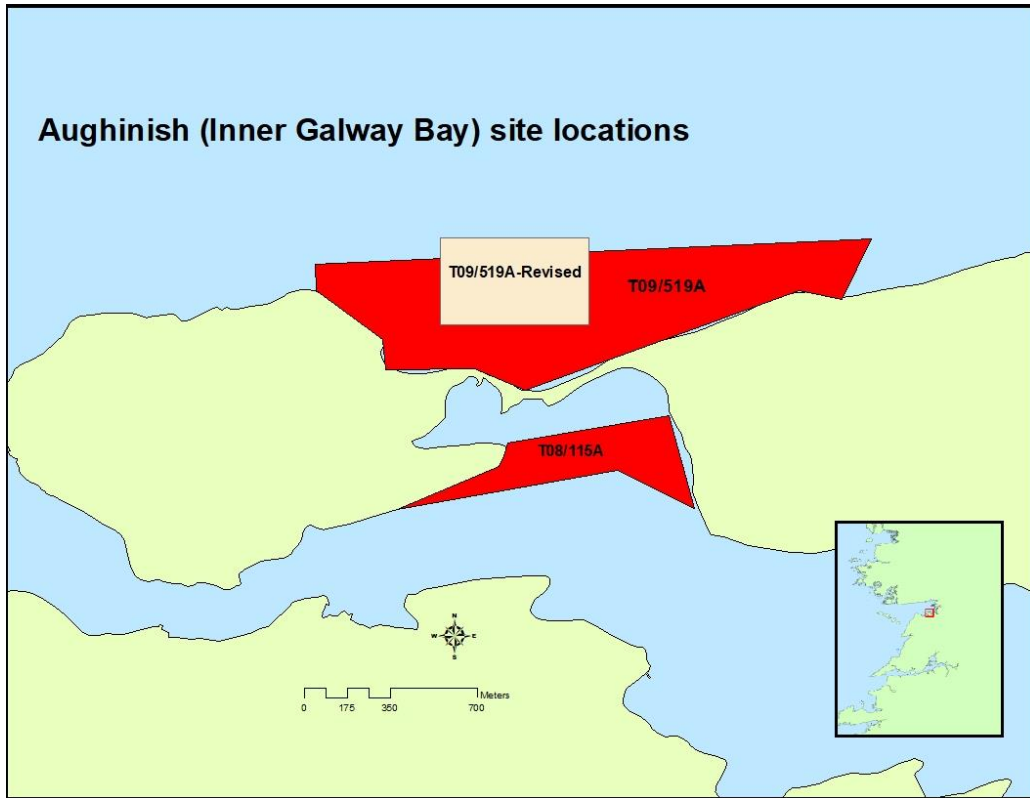 Aughinish (Inner Galway Bay) site locations
T09/519A-Revised
T09/519A
T08/115A
N
W E
S
Meters
0 175 350 700